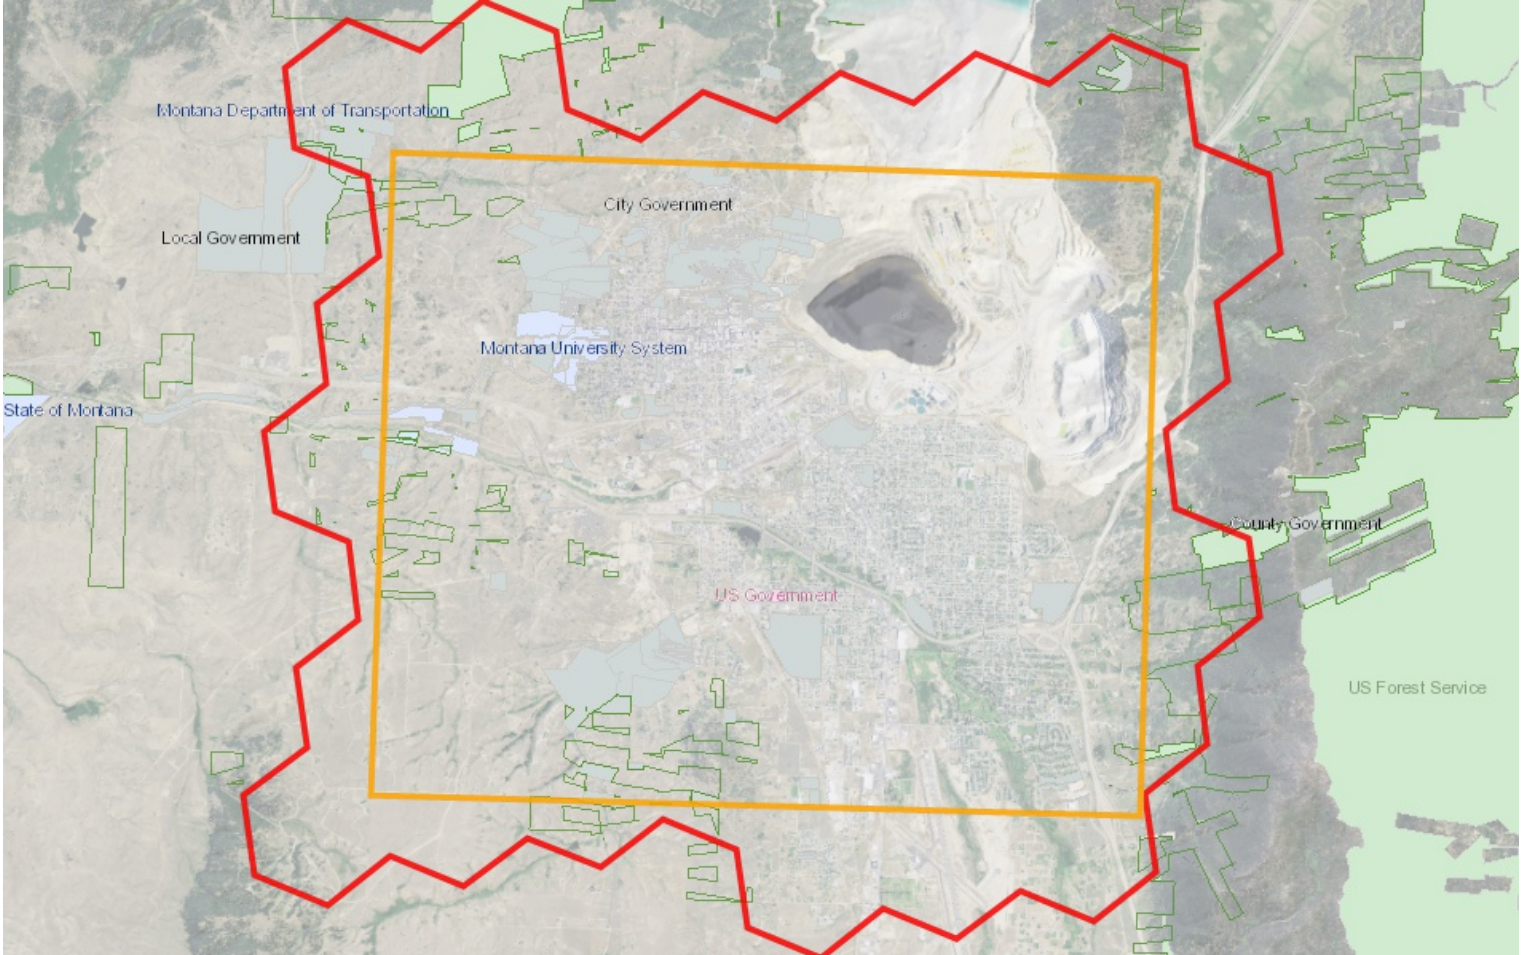 Montana Department of Transportation
City Government
Local Government
Montana University System
State of Montana
County Government
US Government
US Forest Service